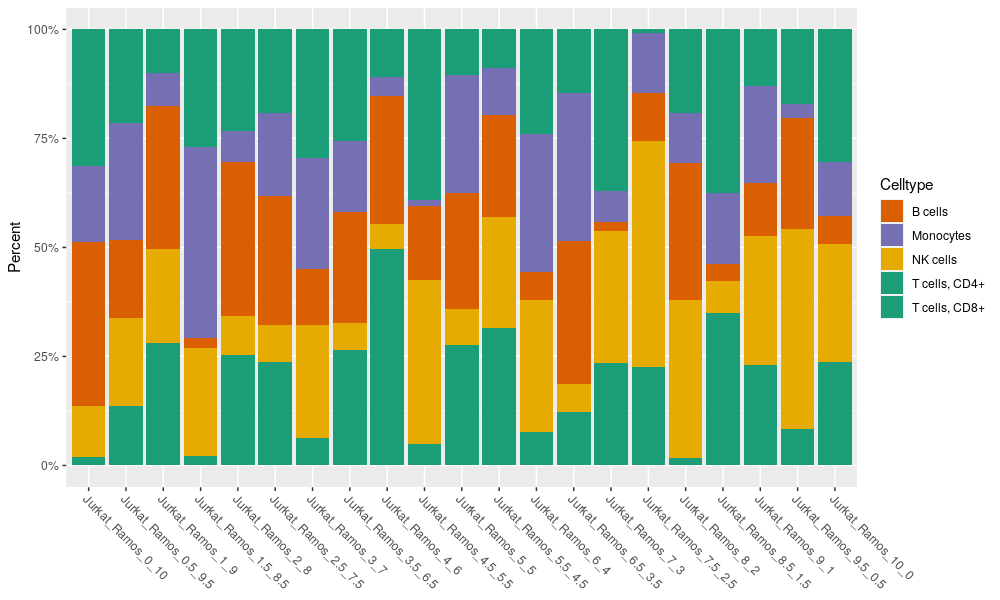 100%
75%
50%
25%
0%
Percent
Jurkat_Ramos_0_10
Jurkat_Ramos_0.5_9.5
Jurkat_Ramos_1_9
Jurkat_Ramos_1.5_8.5
Jurkat_Ramos_2_8
Jurkat_Ramos_2.5_7.5
Jurkat_Ramos_3_7
Jurkat_Ramos_3.5_6.5
Jurkat_Ramos_4_6
Jurkat_Ramos_4.5_5.5
Jurkat_Ramos_5_5
Jurkat_Ramos_5.5_4.5
Jurkat_Ramos_6_4
Jurkat_Ramos_6.5_3.5
Jurkat_Ramos_7_3
Jurkat_Ramos_7.5_2.5
Jurkat_Ramos_8_2
Jurkat_Ramos_8.5_1.5
Jurkat_Ramos_9_1
Jurkat_Ramos_9.5_0.5
Jurkat_Ramos_10_0
Celltype
B cells
Monocytes
NK cells
T cells, CD4+
T cells, CD8+